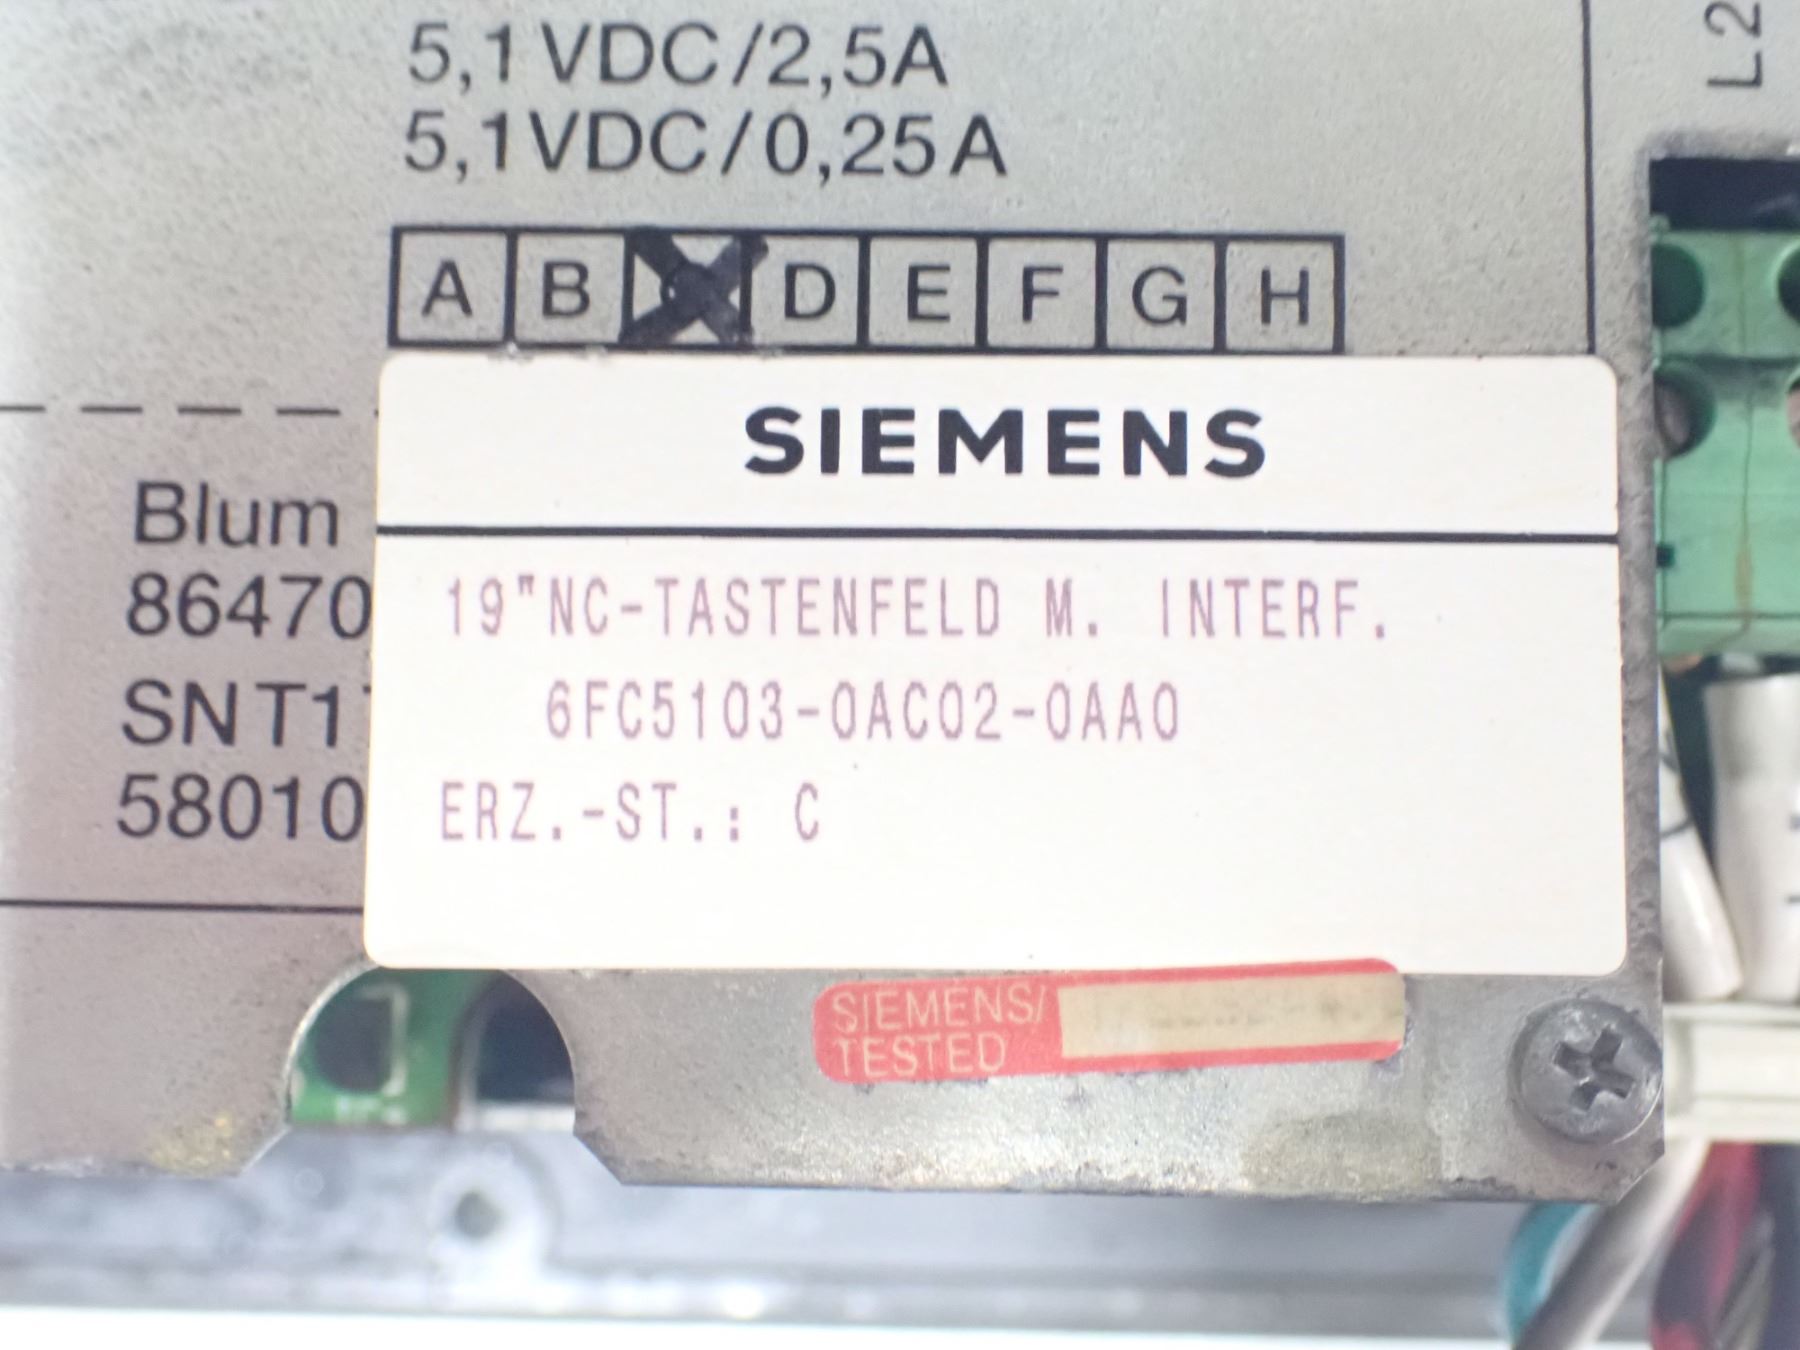 5,1VDC/2,5A
5,1VDC/0,25A
L2
A B D E F G H
SIEMENS
Blum
86470
SNT1
58010
19"NC-TASTENFELD M. INTERF.
6FC5103-0AC02-0AA0
ERZ.-ST.: C
SIEMENS/
TESTED